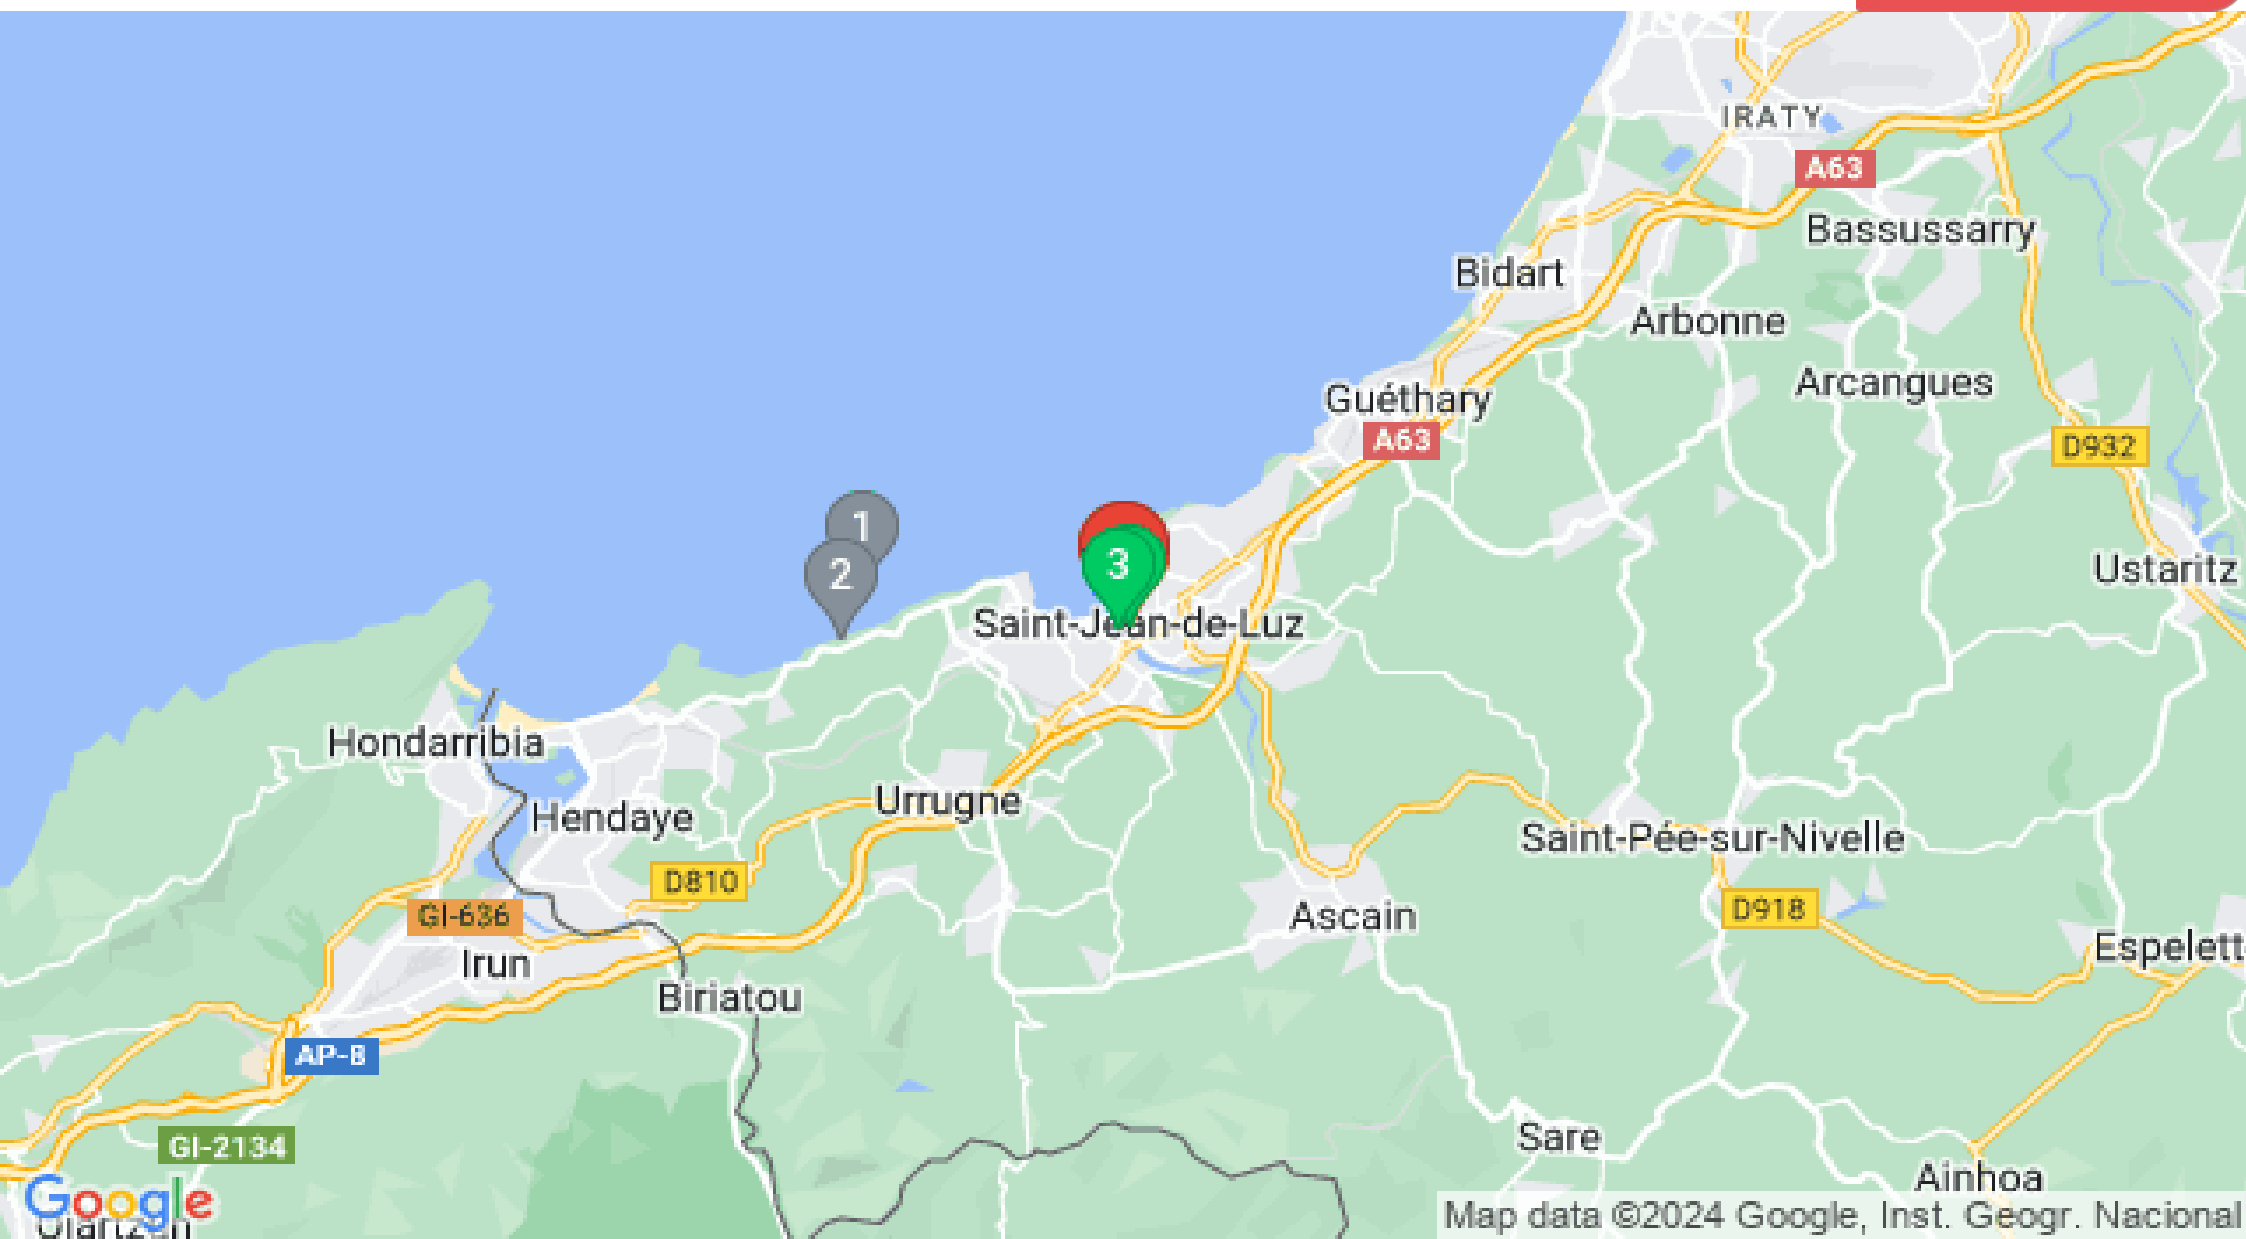 IRATY
A63
Bassussarry
Bidart
Arbonne
Arcangues
Guéthary
A63
D932
1
2
3
Ustaritz
Saint-Jean-de-Luz
Hondarribia
Urrugne
Hendaye
Saint-Pée-sur-Nivelle
D810
D918
GI-636
Ascain
Espelett
Irun
Biriatou
AP-8
Sare
GI-2134
Ainhoa
Google
Map data ©2024 Google, Inst. Geogr. Nacional